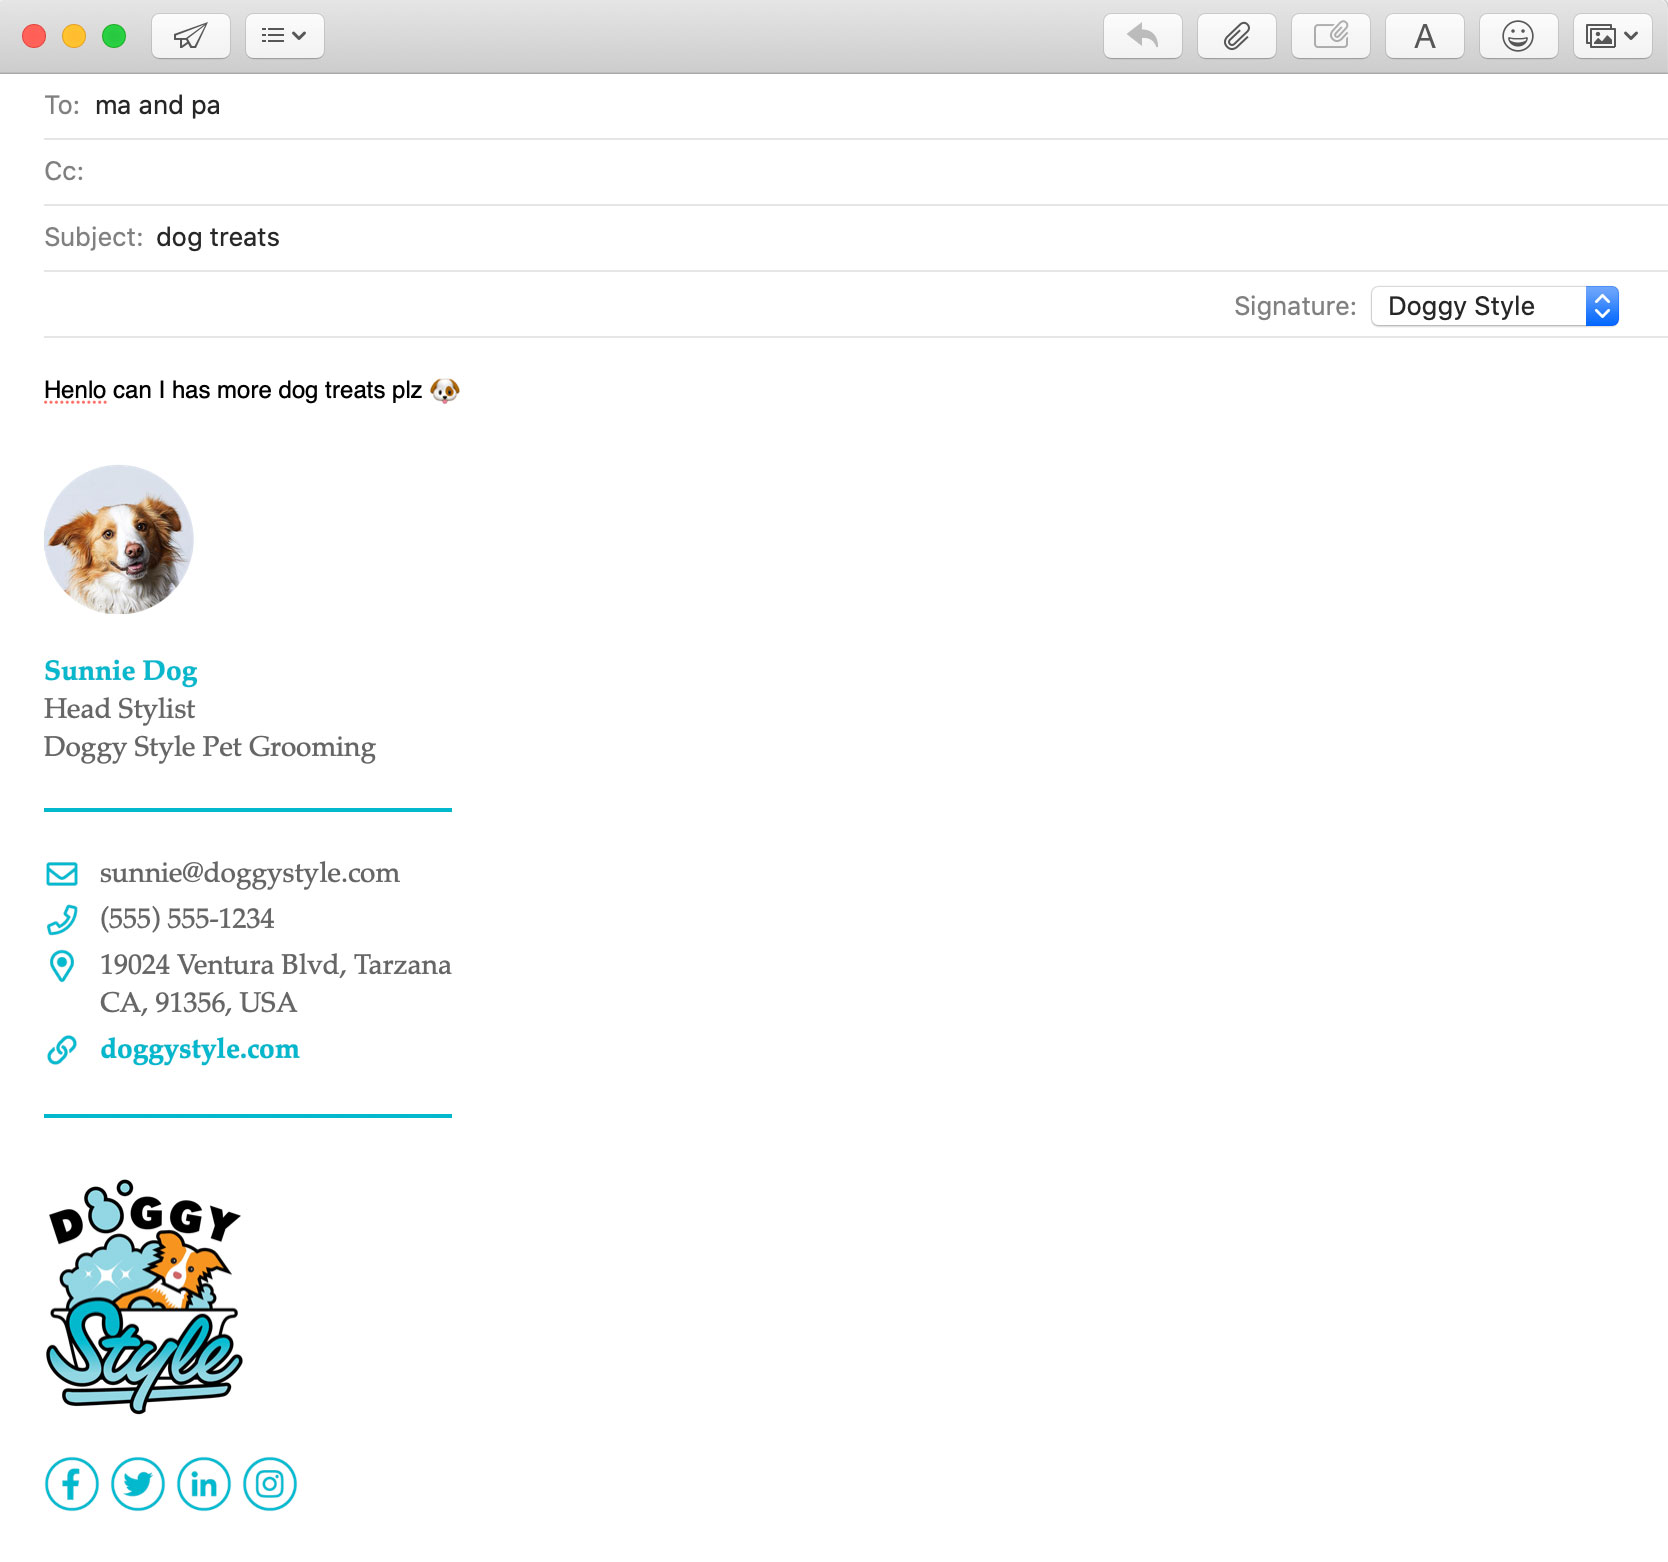 To: ma and pa
Cc:
Subject: dog treats
Signature: Doggy Style
Henlo can I has more dog treats plz 🐶
Sunnie Dog
Head Stylist
Doggy Style Pet Grooming
sunnie@doggystyle.com
(555) 555-1234
19024 Ventura Blvd, Tarzana
CA, 91356, USA
doggystyle.com
DOGGY
Style